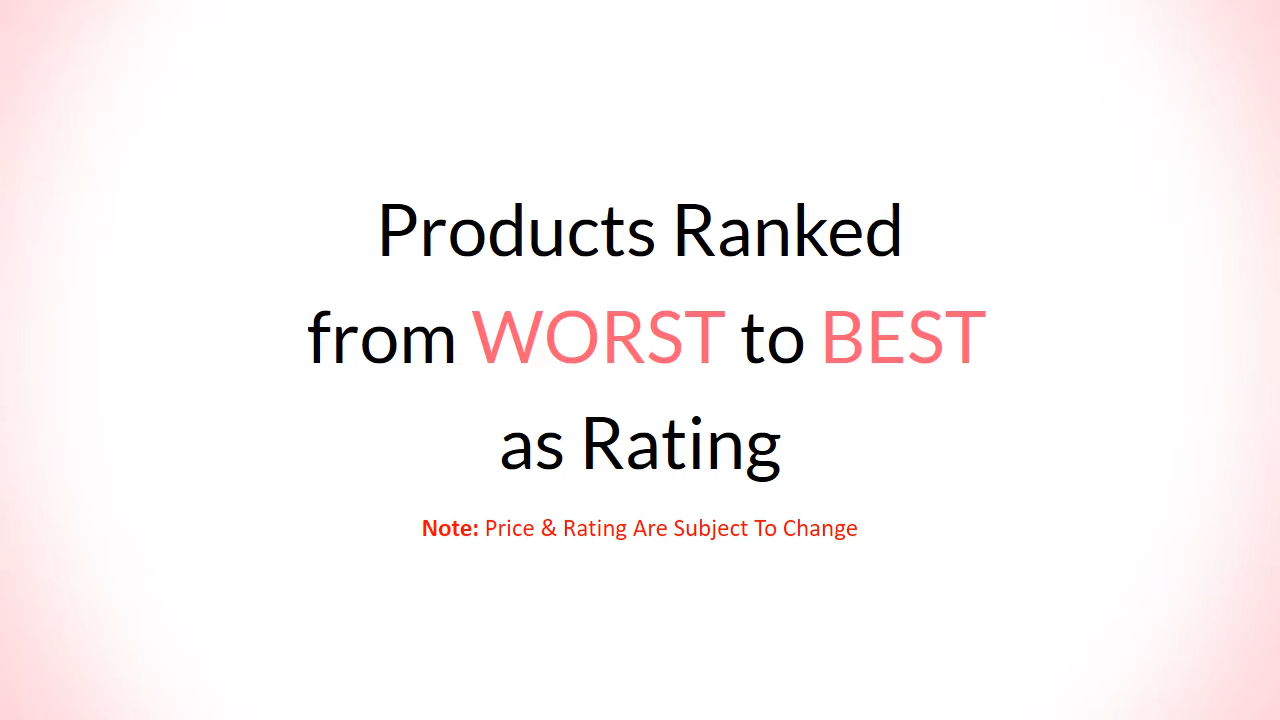 Products Ranked
from WORST to BEST
as Rating
Note: Price & Rating Are Subject To Change